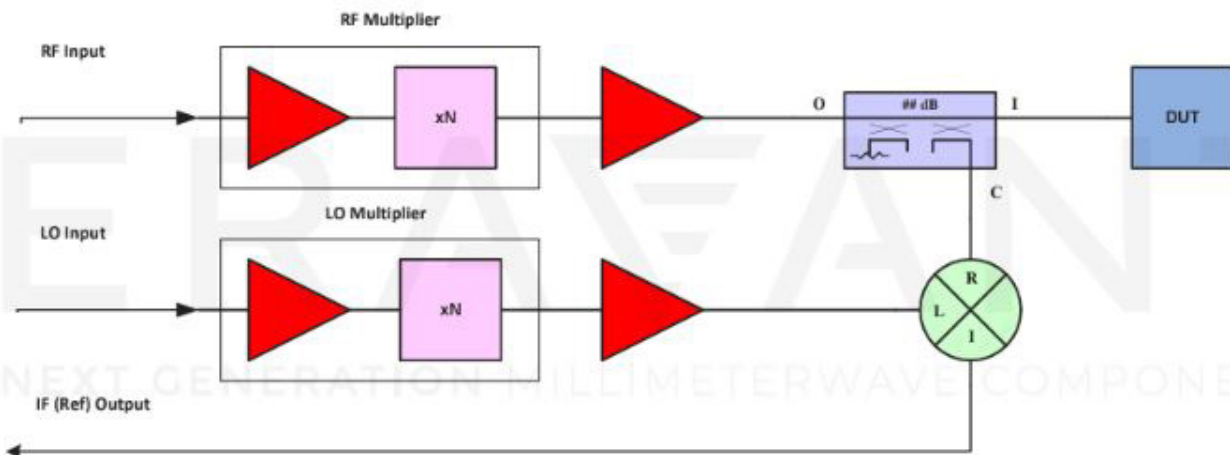 RF Multiplier
RF Input
xN
O
## dB
I
DUT
C
LO Multiplier
LO Input
xN
R
L
I
IF (Ref) Output
ERAVANT
NEXT GENERATION MILLIMETERWAVE COMPONE